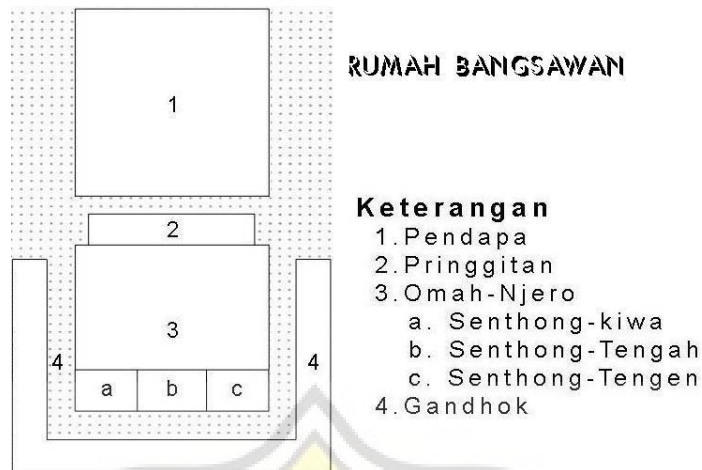 RUMAH BANGSAWAN
1
2
3
4
4
a b c
Keterangan
1.Pendapa
2.Pringgitan
3.Omah-Njero
a. Senthong-kiwa
b. Senthong-Tengah
c. Senthong-Tengen
4.Gandhok